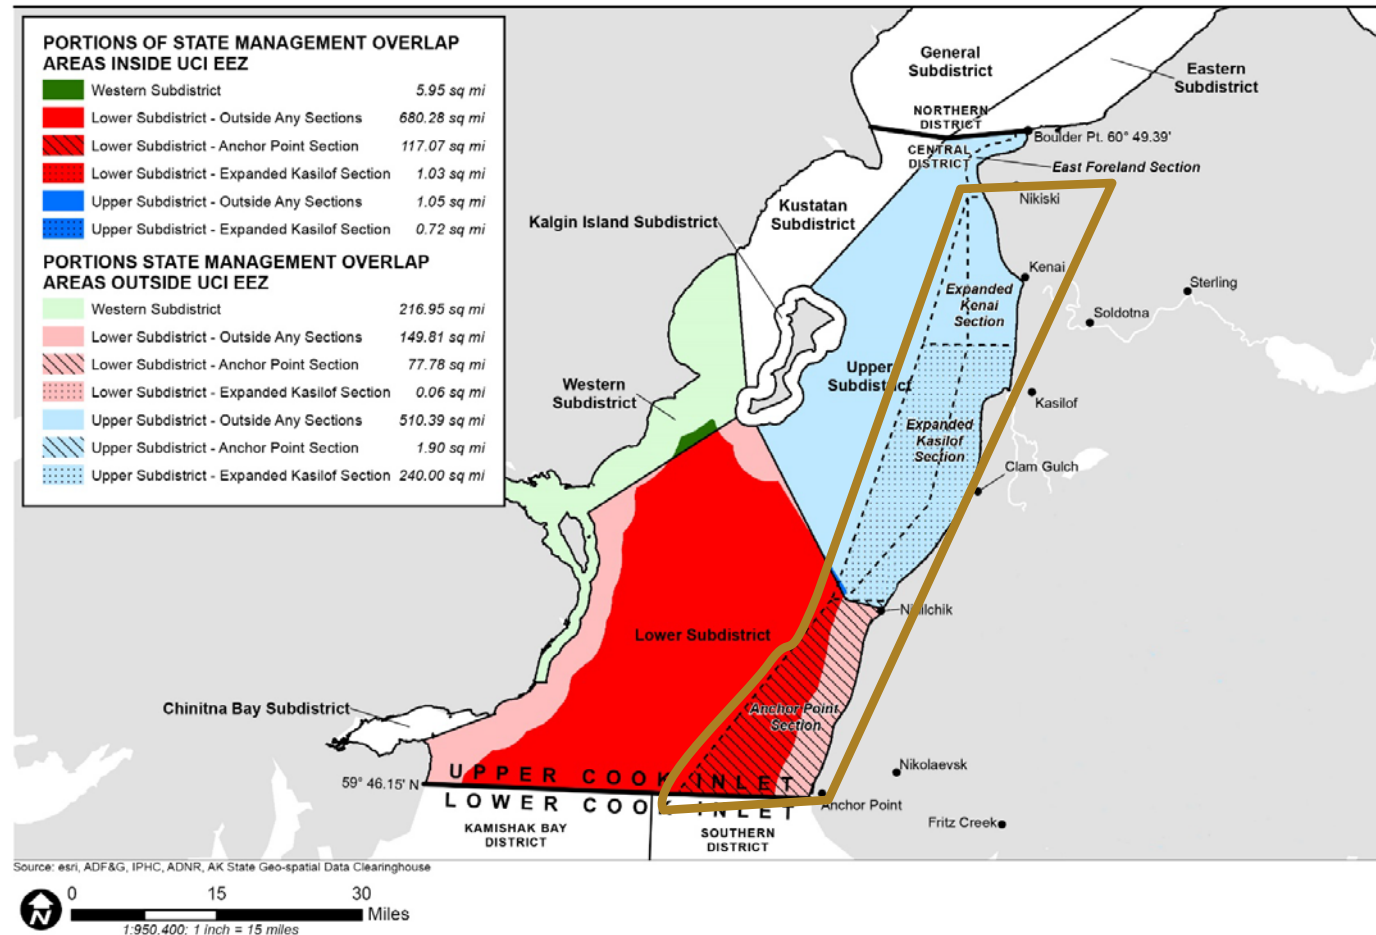 PORTIONS OF STATE MANAGEMENT OVERLAP
AREAS INSIDE UCI EEZ
Western Subdistrict 5.95 sq mi
Lower Subdistrict - Outside Any Sections 680.28 sq mi
Lower Subdistrict - Anchor Point Section 117.07 sq mi
Lower Subdistrict - Expanded Kasilof Section 1.03 sq mi
Upper Subdistrict - Outside Any Sections 1.05 sq mi
Upper Subdistrict - Expanded Kasilof Section 0.72 sq mi
PORTIONS STATE MANAGEMENT OVERLAP
AREAS OUTSIDE UCI EEZ
Western Subdistrict 216.95 sq mi
Lower Subdistrict - Outside Any Sections 149.81 sq mi
Lower Subdistrict - Anchor Point Section 77.78 sq mi
Lower Subdistrict - Expanded Kasilof Section 0.06 sq mi
Upper Subdistrict - Outside Any Sections 510.39 sq mi
Upper Subdistrict - Anchor Point Section 1.90 sq mi
Upper Subdistrict - Expanded Kasilof Section 240.00 sq mi
General
Subdistrict
Eastern
Subdistrict
NORTHERN
DISTRICT
Boulder Pt. 60° 49.39'
CENTRAL
DISTRICT
East Foreland Section
Nikiski
Kustatan
Subdistrict
Kalgin Island Subdistrict
Kenai
Sterling
Expanded
Kenai
Section
Soldotna
Upper
Subdistrict
Western
Subdistrict
Kasilof
Expanded
Kasilof
Section
Clam Gulch
Ninilchik
Lower Subdistrict
Chinitna Bay Subdistrict
Anchor Point
Section
Nikolaevsk
59° 46.15' N
UPPER COOK INLET
LOWER COOK INLET
Anchor Point
Fritz Creek
KAMISHAK BAY
DISTRICT
SOUTHERN
DISTRICT
Source: esri, ADF&G, IPHC, ADNR, AK State Geo-spatial Data Clearinghouse
N
0 15 30
Miles
1:950,400; 1 inch = 15 miles